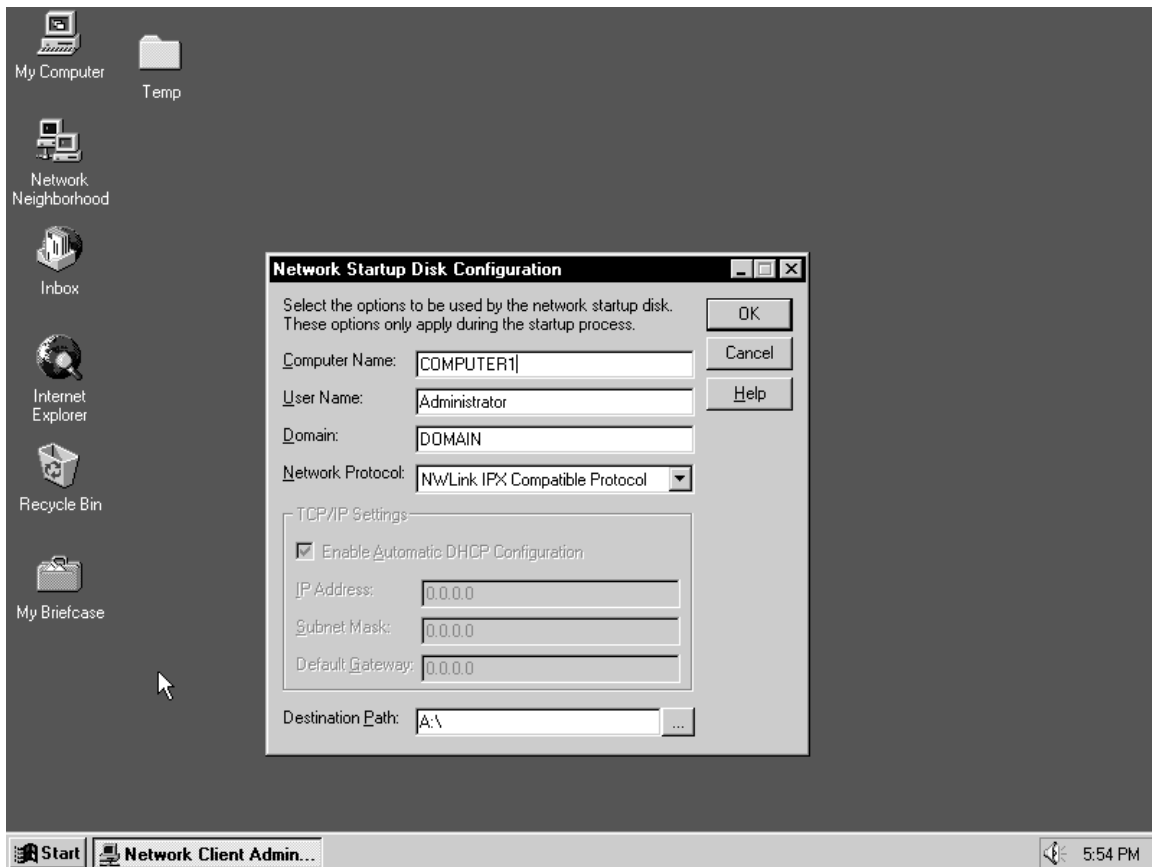 My Computer
Temp
Network
Neighborhood
Inbox
Internet
Explorer
Recycle Bin
My Briefcase
Network Startup Disk Configuration
Select the options to be used by the network startup disk.
These options only apply during the startup process.
OK
Cancel
Help
Computer Name: COMPUTER1
User Name: Administrator
Domain: DOMAIN
Network Protocol: NWLink IPX Compatible Protocol
TCP/IP Settings
Enable Automatic DHCP Configuration
IP Address: 0.0.0.0
Subnet Mask: 0.0.0.0
Default Gateway: 0.0.0.0
Destination Path: A:\ ...
Start Network Client Admin... 5:54 PM